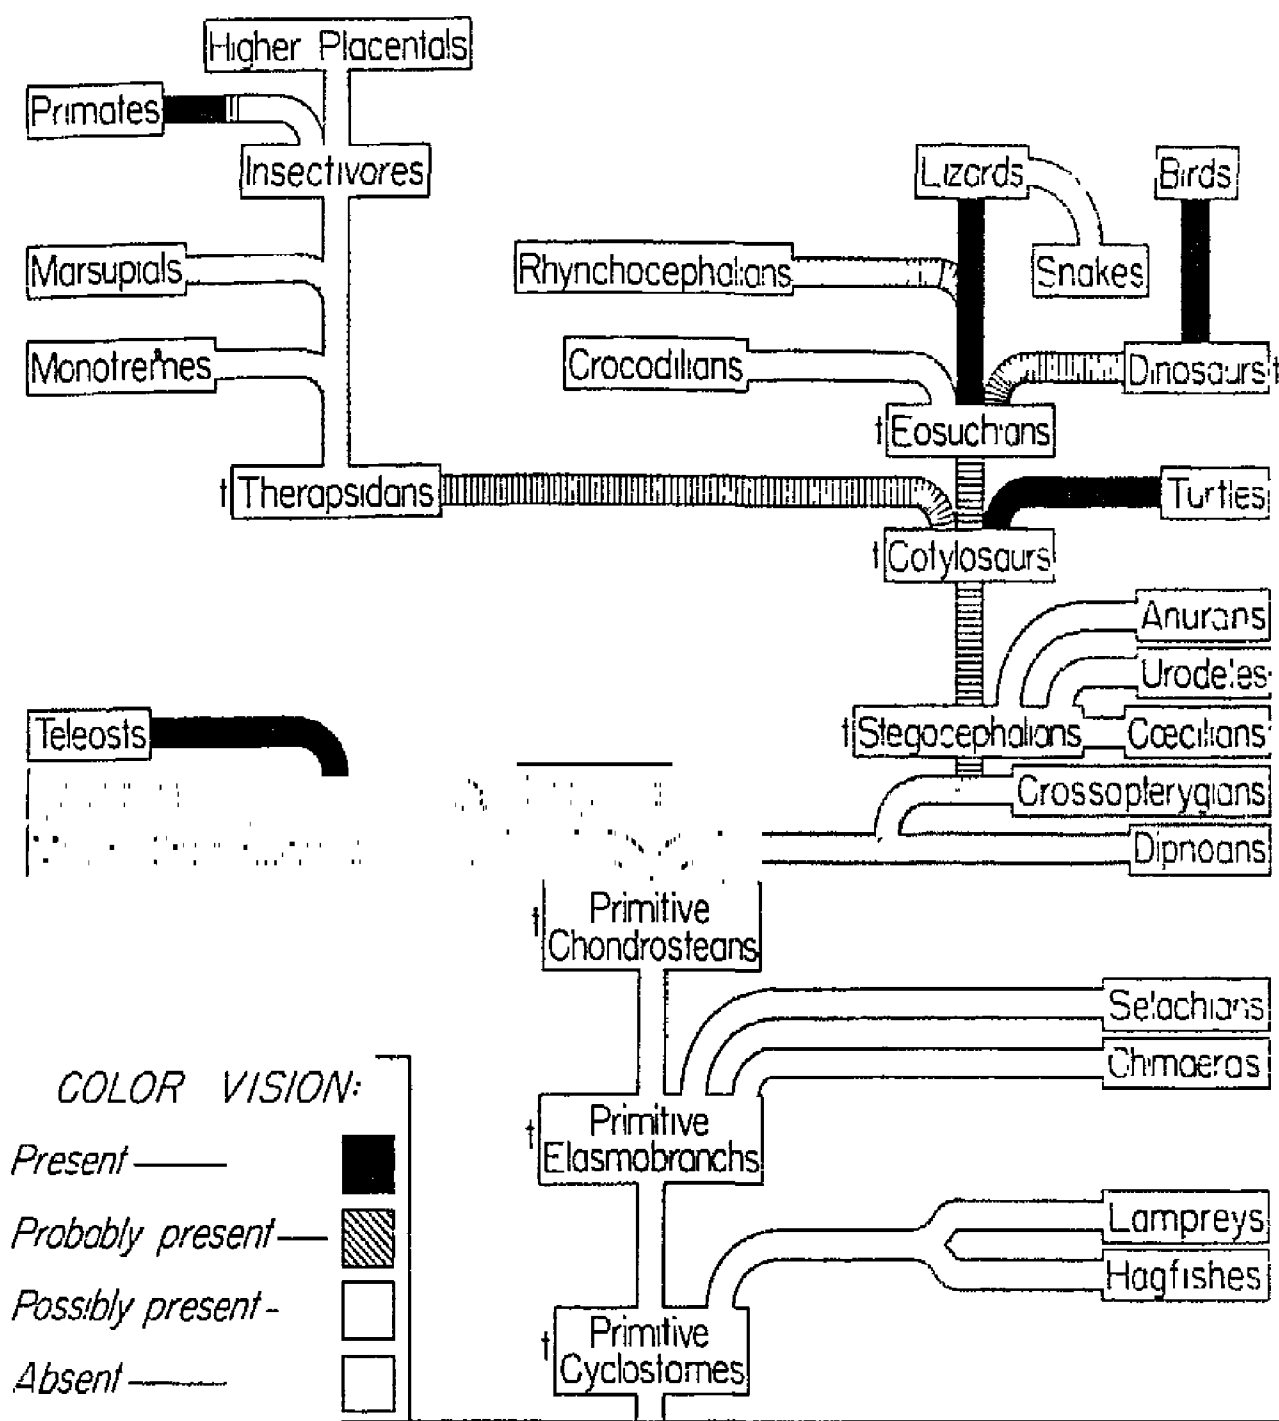 Higher Placentals
Primates
Insectivores
Lizards
Birds
Marsupials
Rhynchocephalians
Snakes
Monotremes
Crocodilians
Dinosaurs†
†Eosuchians
†Therapsidans
Turtles
†Cotylosaurs
Anurans
Urodeles
Teleosts
†Stegocephalians
Cœcilians
Crossopterygians
Dipnoans
†Primitive
Chondrosteans
Selachians
Chimaeras
†Primitive
Elasmobranchs
Lampreys
Hagfishes
†Primitive
Cyclostomes
COLOR VISION:
Present
Probably present
Possibly present
Absent